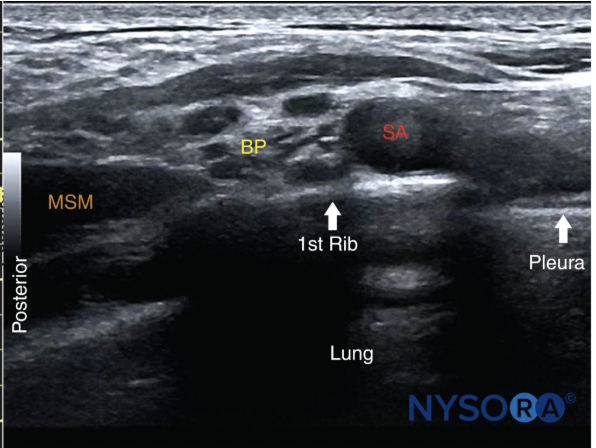 SA
BP
MSM
1st Rib
Pleura
Posterior
Lung
NYSORA©